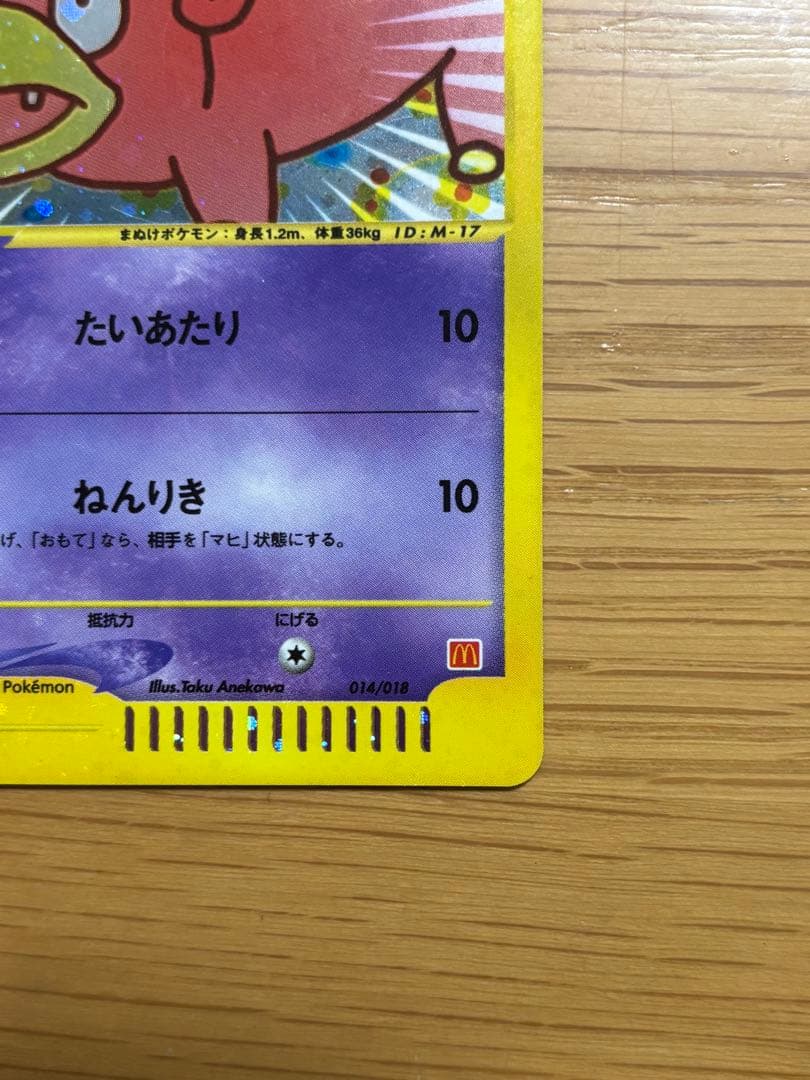 まぬけポケモン：身長1.2m、体重36kg ID:M-17
たいあたり 10
ねんりき 10
げ、「おもて」なら、相手を「マヒ」状態にする。
抵抗力 にげる
Pokémon Illus.Taku Anekawa 014/018